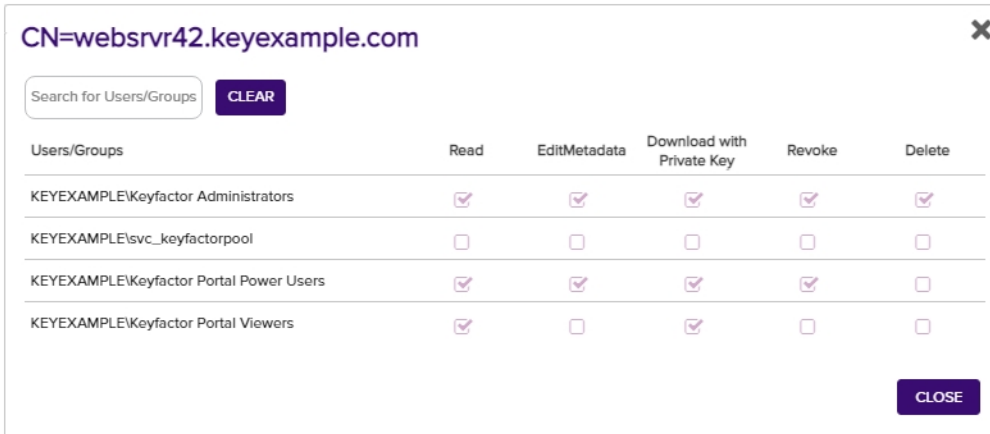 CN=websrvr42.keyexample.com
Search for Users/Groups CLEAR
Users/Groups Read EditMetadata Download with Private Key Revoke Delete
KEYEXAMPLE\Keyfactor Administrators
KEYEXAMPLE\svc_keyfactorpool
KEYEXAMPLE\Keyfactor Portal Power Users
KEYEXAMPLE\Keyfactor Portal Viewers
CLOSE